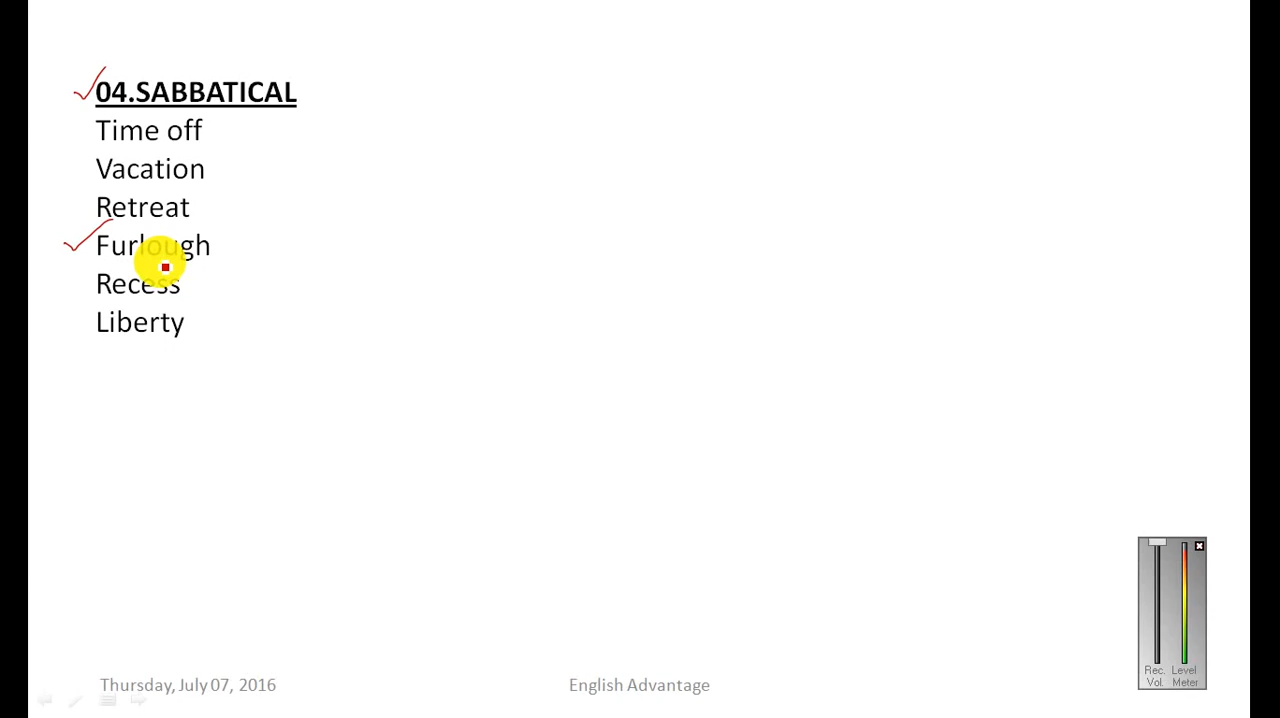 04.SABBATICAL
Time off
Vacation
Retreat
Furlough
Recess
Liberty
Rec. Level
Vol. Meter
Thursday, July 07, 2016 English Advantage